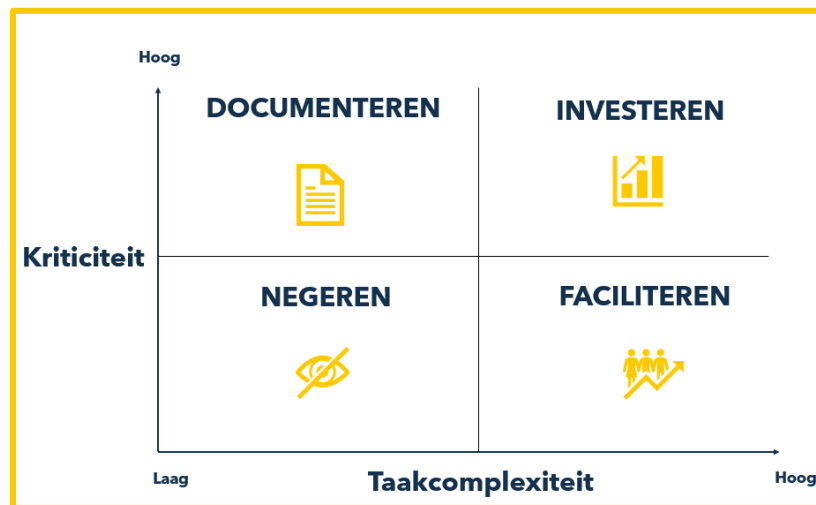 Hoog
DOCUMENTEREN
INVESTEREN
Kriticiteit
NEGEREN
FACILITEREN
Laag
Taakcomplexiteit
Hoog